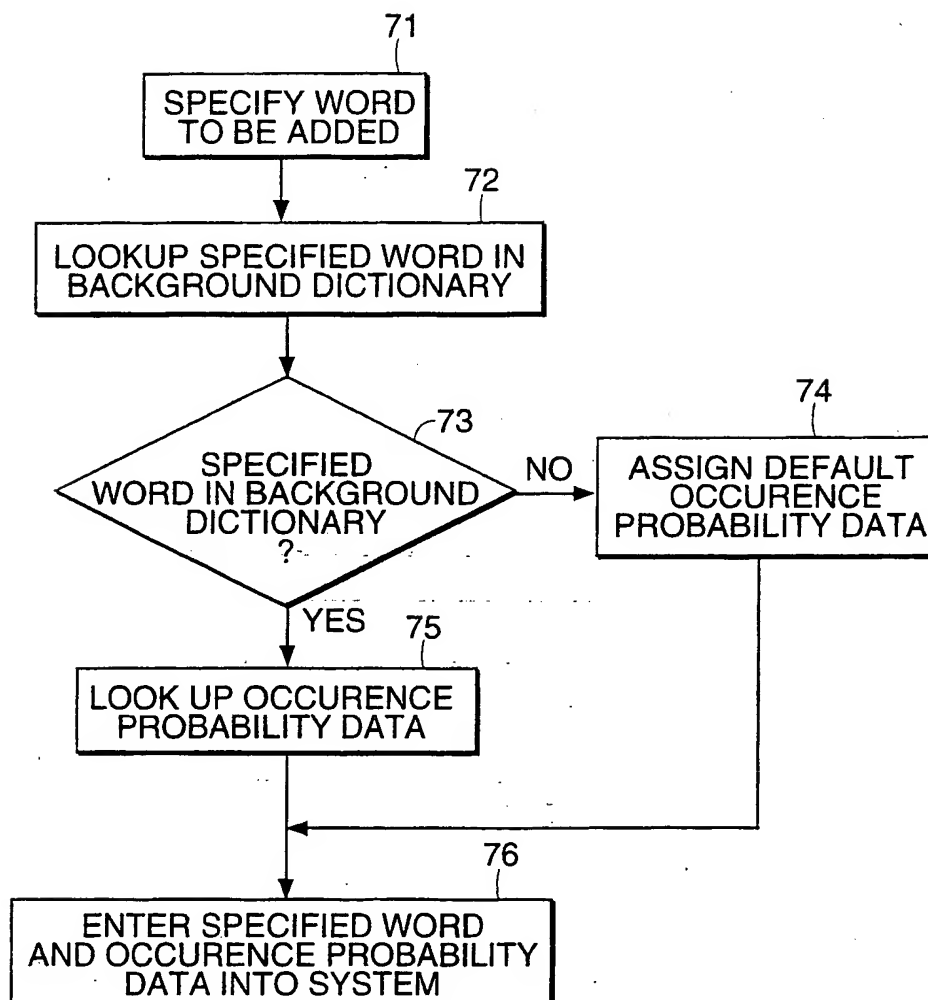 71
SPECIFY WORD
TO BE ADDED
72
LOOKUP SPECIFIED WORD IN
BACKGROUND DICTIONARY
73
SPECIFIED
WORD IN BACKGROUND
DICTIONARY
?
NO
74
ASSIGN DEFAULT
OCCURENCE
PROBABILITY DATA
YES
75
LOOK UP OCCURENCE
PROBABILITY DATA
76
ENTER SPECIFIED WORD
AND OCCURENCE PROBABILITY
DATA INTO SYSTEM